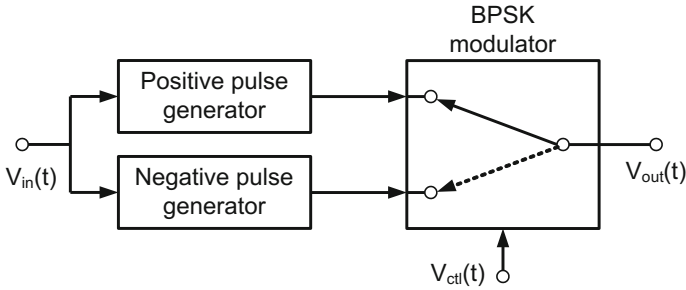 BPSK
modulator
Positive pulse
generator
V_in(t)
Negative pulse
generator
V_out(t)
V_ctl(t)